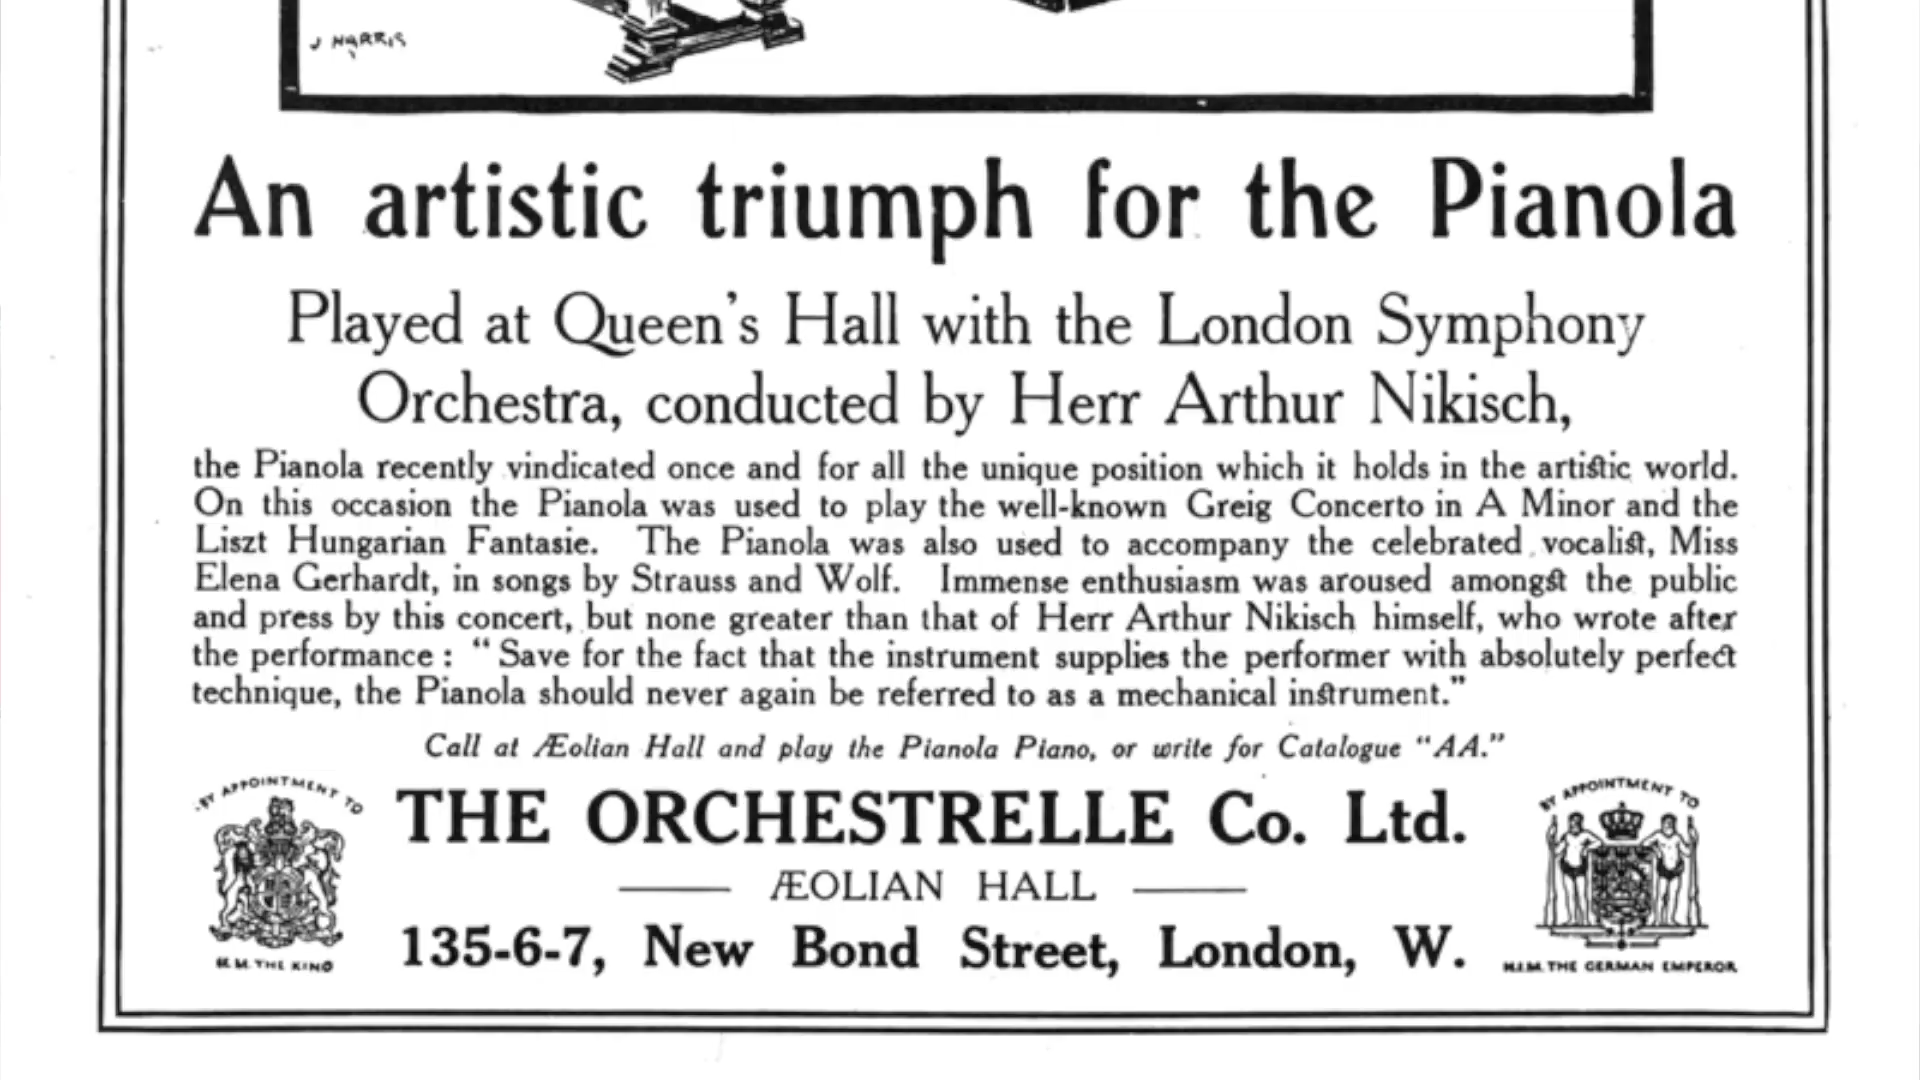 J HARRIS
An artistic triumph for the Pianola
Played at Queen's Hall with the London Symphony
Orchestra, conducted by Herr Arthur Nikisch,
the Pianola recently vindicated once and for all the unique position which it holds in the artistic world.
On this occasion the Pianola was used to play the well-known Greig Concerto in A Minor and the
Liszt Hungarian Fantasie. The Pianola was also used to accompany the celebrated vocalist, Miss
Elena Gerhardt, in songs by Strauss and Wolf. Immense enthusiasm was aroused amongst the public
and press by this concert, but none greater than that of Herr Arthur Nikisch himself, who wrote after
the performance : "Save for the fact that the instrument supplies the performer with absolutely perfect
technique, the Pianola should never again be referred to as a mechanical instrument."
Call at Æolian Hall and play the Pianola Piano, or write for Catalogue "AA."
BY APPOINTMENT TO
H.M. THE KING
THE ORCHESTRELLE Co. Ltd.
ÆOLIAN HALL
135-6-7, New Bond Street, London, W.
BY APPOINTMENT TO
H.I.M. THE GERMAN EMPEROR